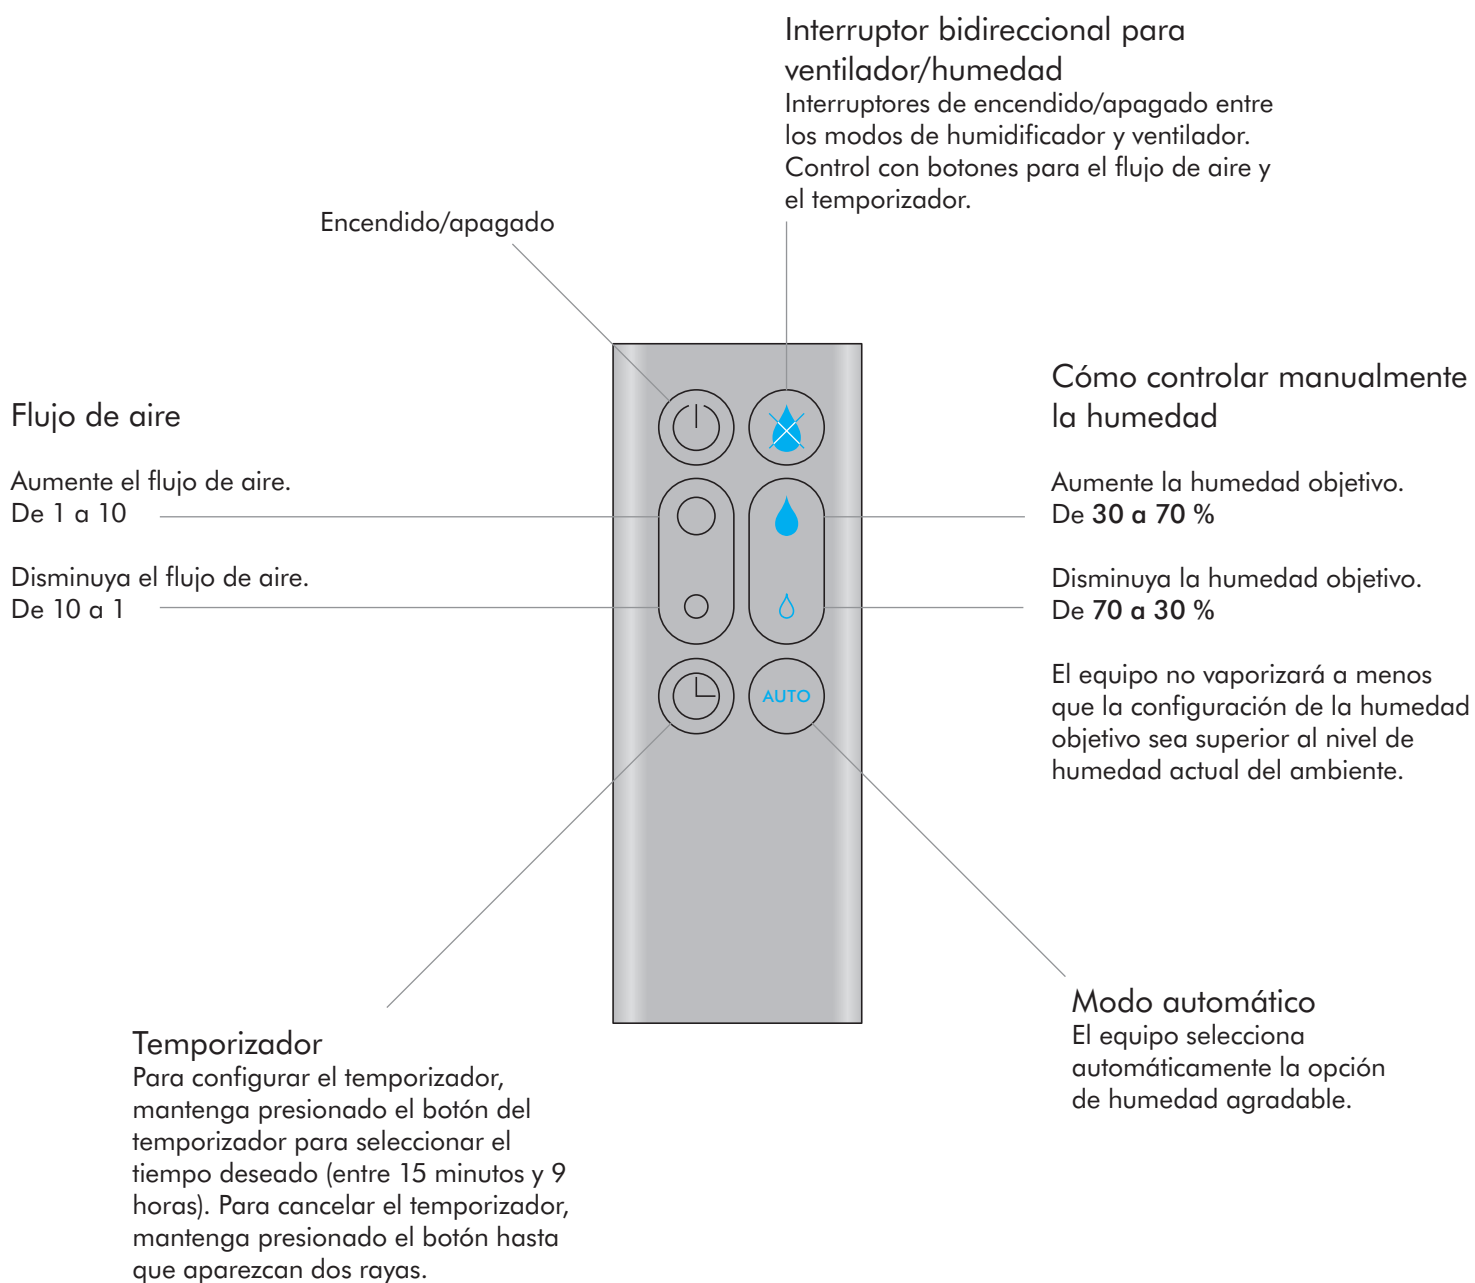 Interruptor bidireccional para
ventilador/humedad
Interruptores de encendido/apagado entre
los modos de humidificador y ventilador.
Control con botones para el flujo de aire y
el temporizador.
Encendido/apagado
Flujo de aire
Aumente el flujo de aire.
De 1 a 10
Disminuya el flujo de aire.
De 10 a 1
Cómo controlar manualmente
la humedad
Aumente la humedad objetivo.
De 30 a 70 %
Disminuya la humedad objetivo.
De 70 a 30 %
El equipo no vaporizará a menos
que la configuración de la humedad
objetivo sea superior al nivel de
humedad actual del ambiente.
AUTO
Temporizador
Para configurar el temporizador,
mantenga presionado el botón del
temporizador para seleccionar el
tiempo deseado (entre 15 minutos y 9
horas). Para cancelar el temporizador,
mantenga presionado el botón hasta
que aparezcan dos rayas.
Modo automático
El equipo selecciona
automáticamente la opción
de humedad agradable.